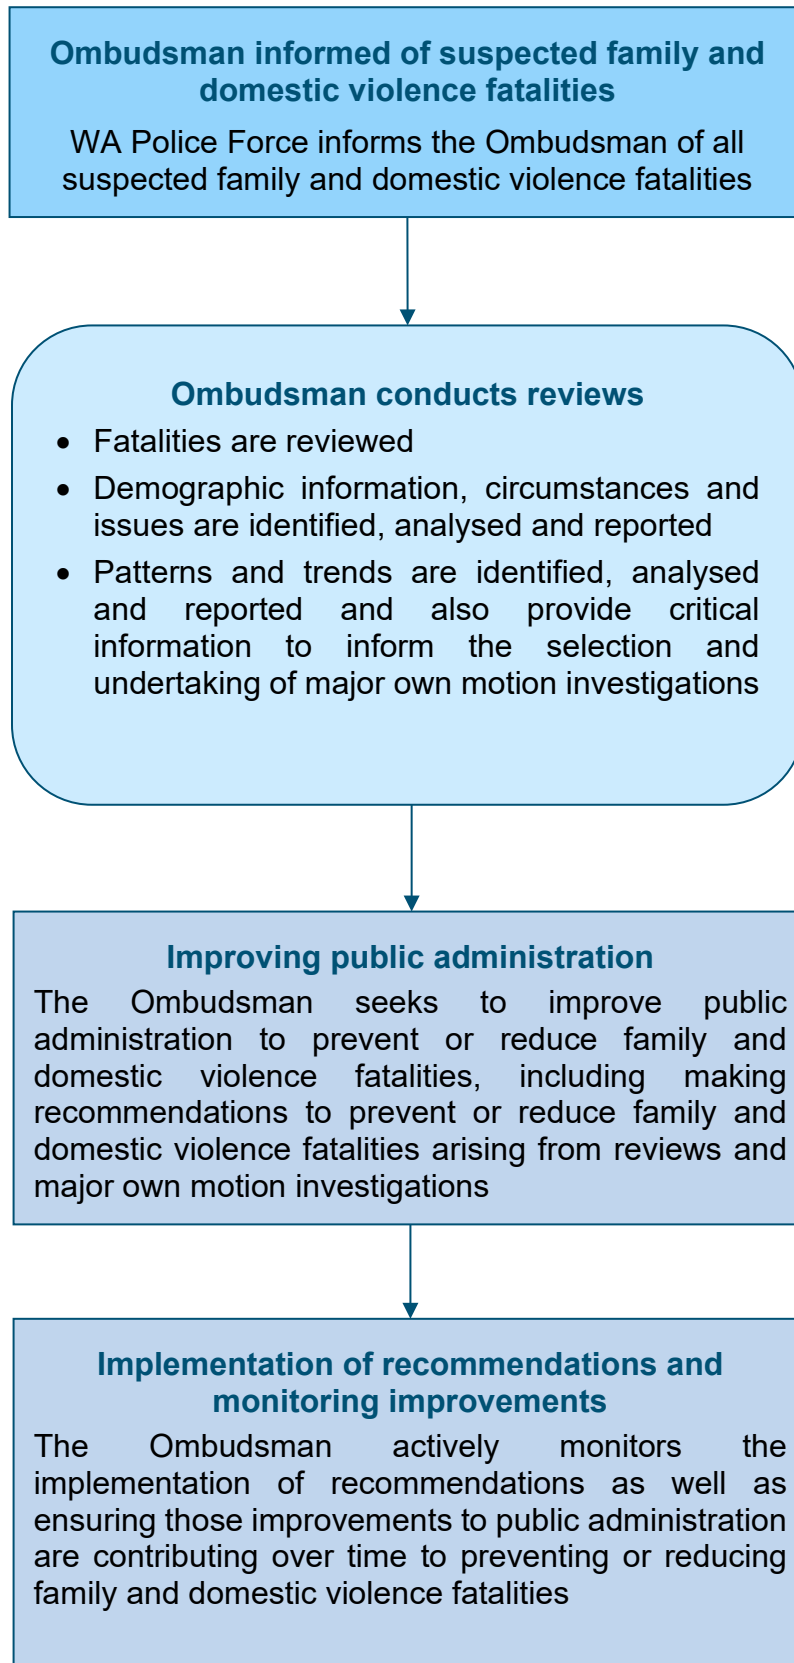 Ombudsman informed of suspected family and
domestic violence fatalities
WA Police Force informs the Ombudsman of all
suspected family and domestic violence fatalities
Ombudsman conducts reviews
• Fatalities are reviewed
• Demographic information, circumstances and
issues are identified, analysed and reported
• Patterns and trends are identified, analysed
and reported and also provide critical
information to inform the selection and
undertaking of major own motion investigations
Improving public administration
The Ombudsman seeks to improve public
administration to prevent or reduce family and
domestic violence fatalities, including making
recommendations to prevent or reduce family and
domestic violence fatalities arising from reviews and
major own motion investigations
Implementation of recommendations and
monitoring improvements
The Ombudsman actively monitors the
implementation of recommendations as well as
ensuring those improvements to public administration
are contributing over time to preventing or reducing
family and domestic violence fatalities